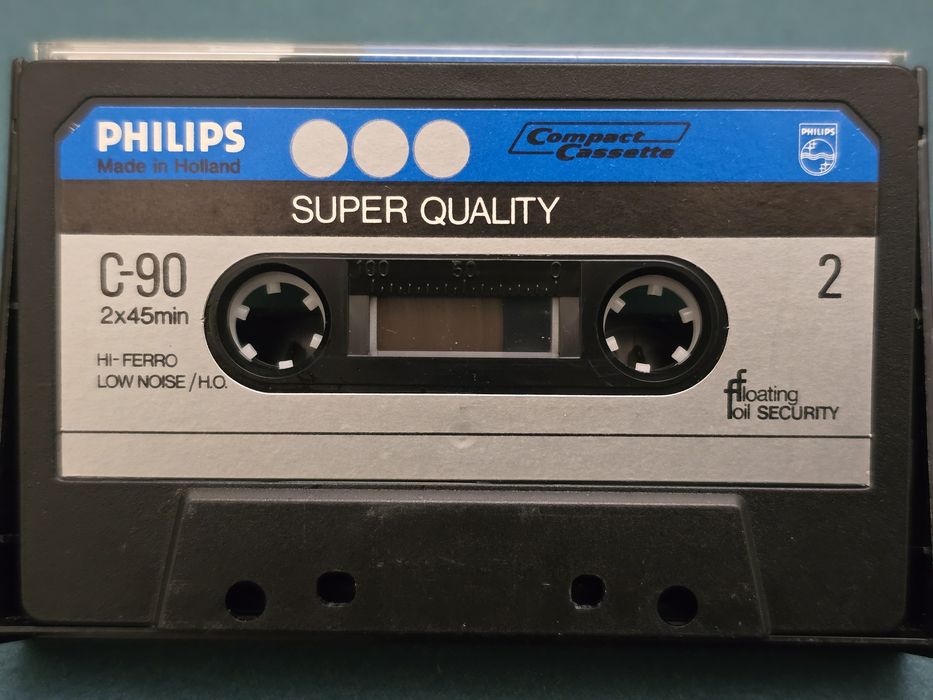 PHILIPS
Made in Holland
Compact
Cassette
PHILIPS
SUPER QUALITY
C-90
2x45min
100 50 0
2
HI-FERRO
LOW NOISE/H.O.
floating
foil SECURITY